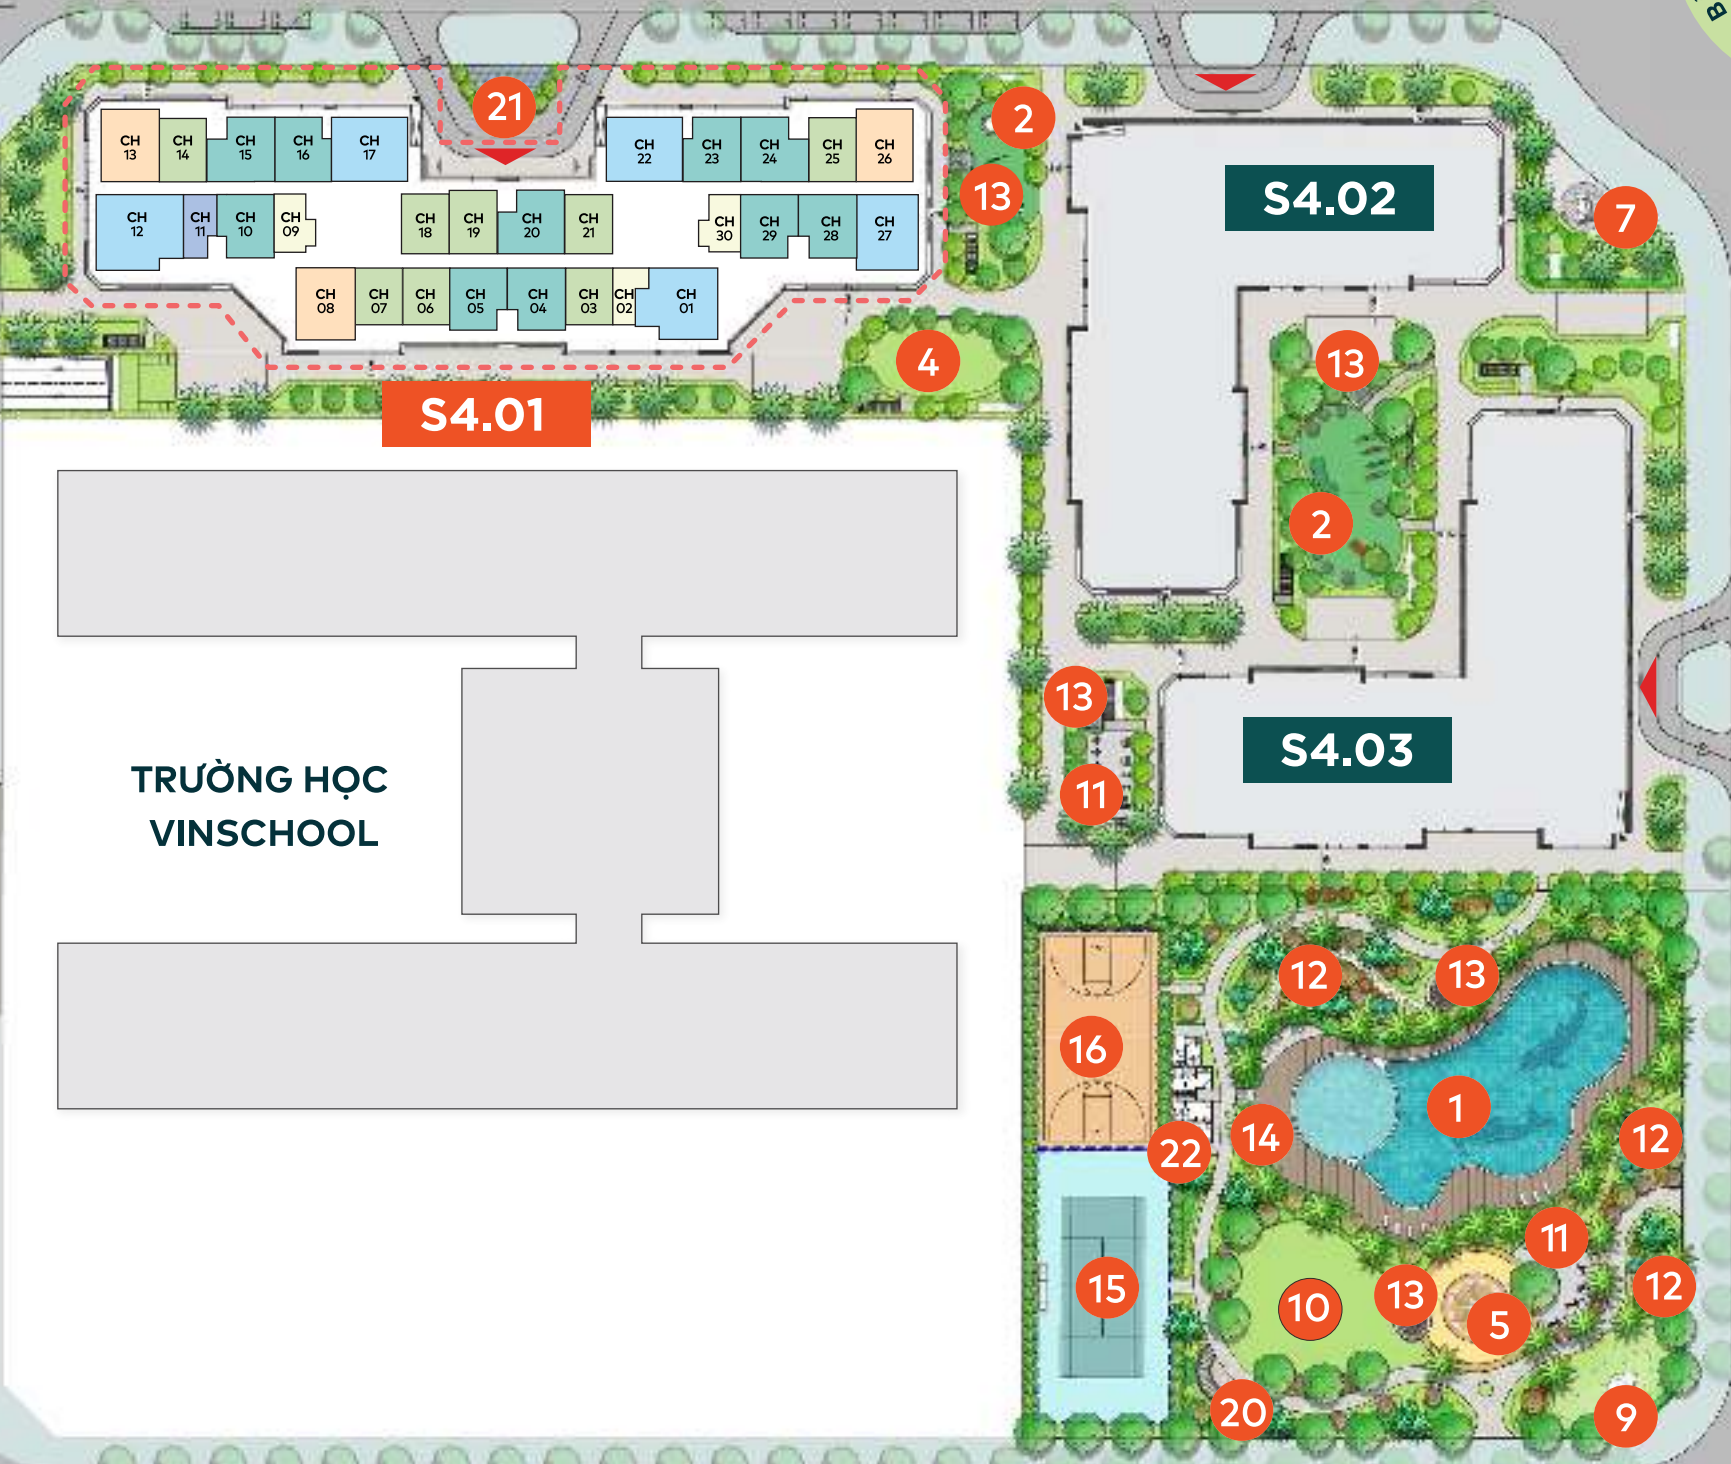 B
21
2
CH
13
CH
14
CH
15
CH
16
CH
17
CH
22
CH
23
CH
24
CH
25
CH
26
13
S4.02
7
CH
12
CH
11
CH
10
CH
09
CH
18
CH
19
CH
20
CH
21
CH
30
CH
29
CH
28
CH
27
CH
08
CH
07
CH
06
CH
05
CH
04
CH
03
CH
02
CH
01
4
13
S4.01
2
13
S4.03
TRƯỜNG HỌC
VINSCHOOL
11
12
13
16
1
14
22
12
11
15
10
13
5
12
20
9